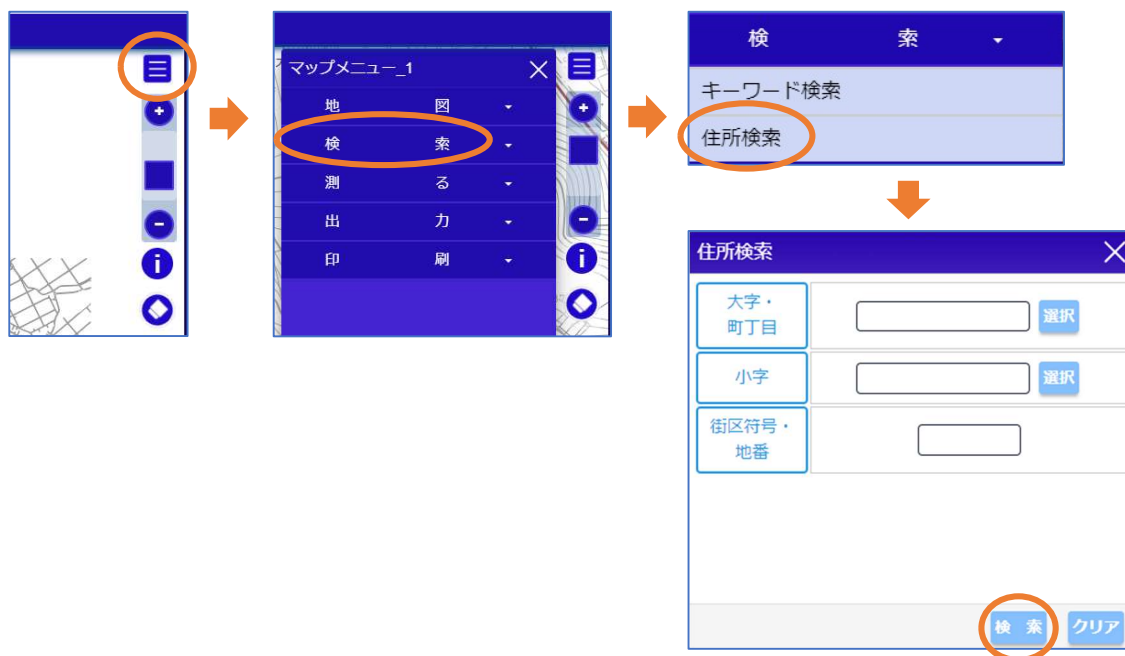 マップメニュー_1
地 図
検 索
測 る
出 力
印 刷
検 索
キーワード検索
住所検索
住所検索
大字・
町丁目
選択
小字
選択
街区符号・
地番
検 索
クリア